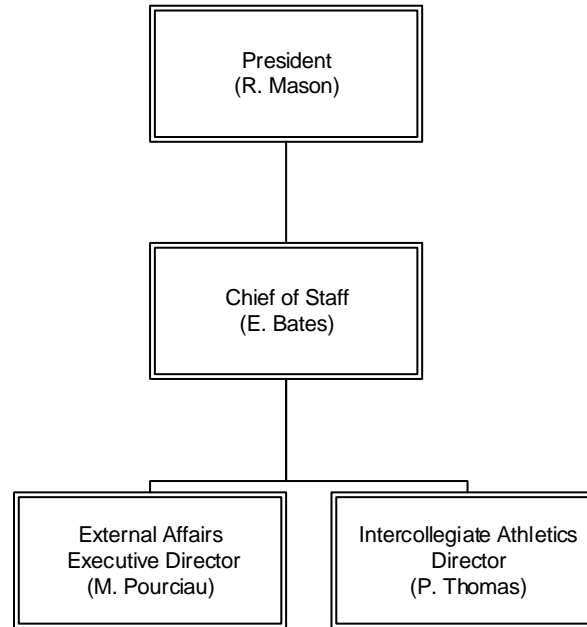 President
(R. Mason)
Chief of Staff
(E. Bates)
External Affairs
Executive Director
(M. Pourciau)
Intercollegiate Athletics
Director
(P. Thomas)